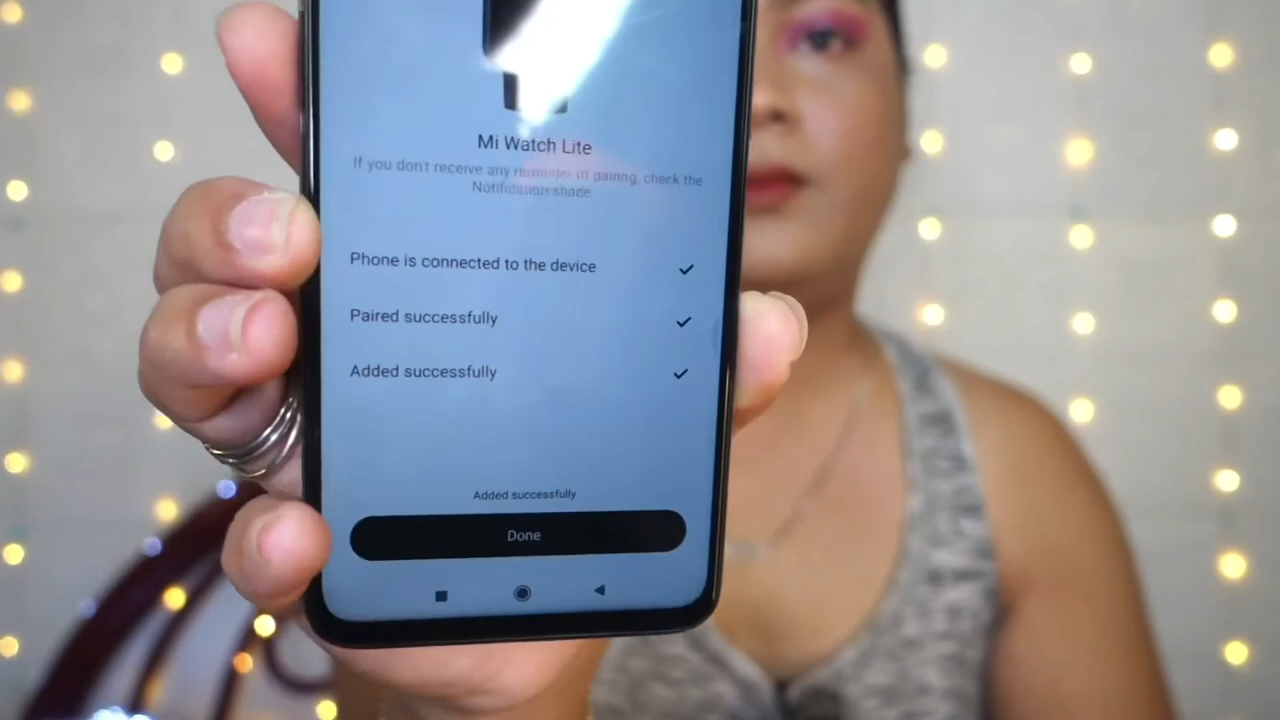 Mi Watch Lite
If you don't receive any reminder of pairing, check the
Notification shade.
Phone is connected to the device
Paired successfully
Added successfully
Added successfully
Done